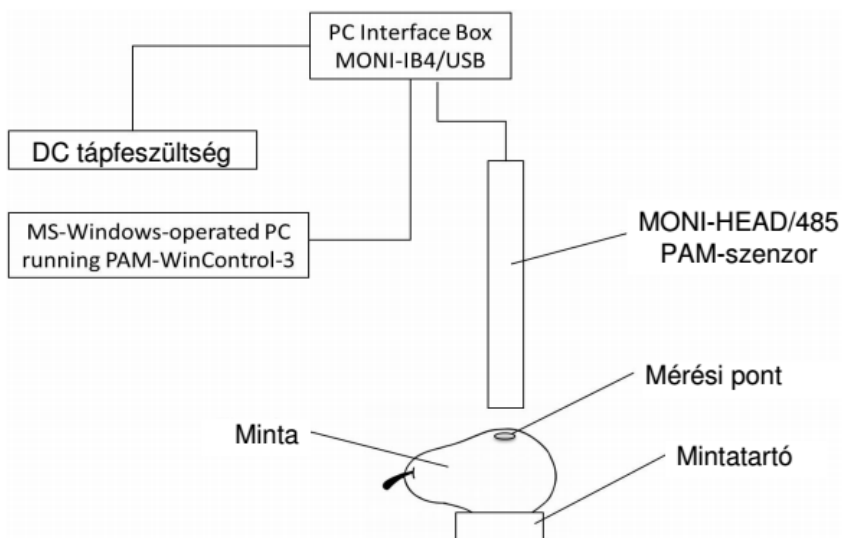 PC Interface Box
MONI-IB4/USB
DC tápfeszültség
MS-Windows-operated PC
running PAM-WinControl-3
MONI-HEAD/485
PAM-szenzor
Mérési pont
Minta
Mintatartó